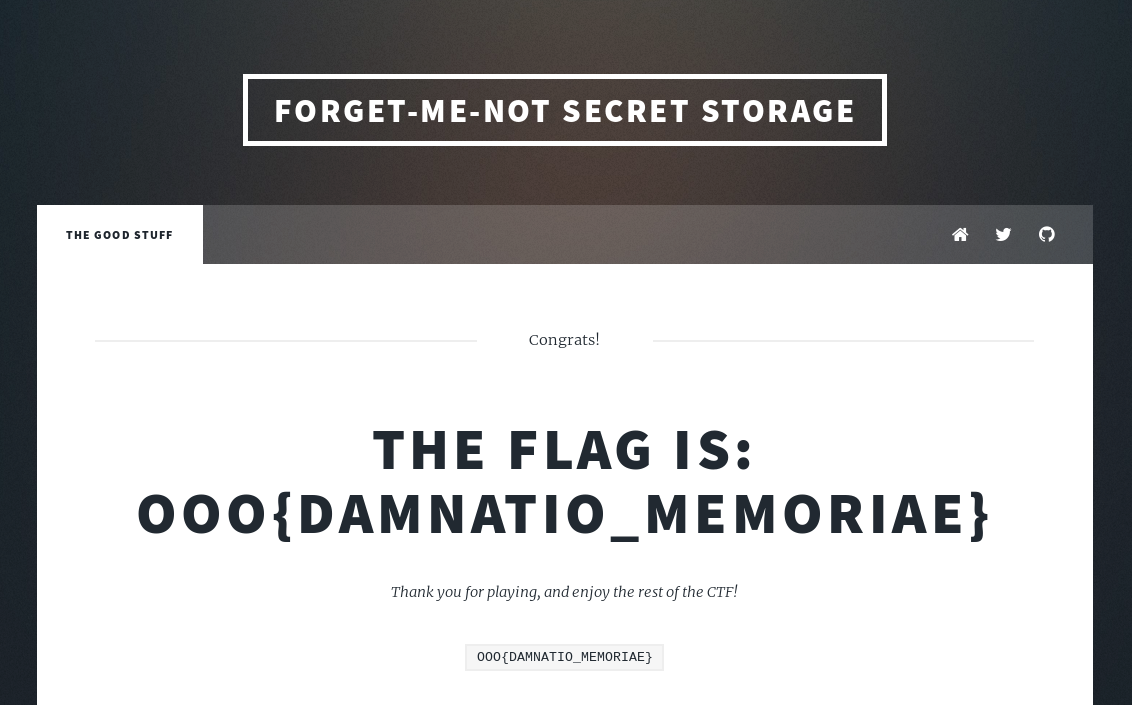 FORGET-ME-NOT SECRET STORAGE
THE GOOD STUFF
Congrats!
THE FLAG IS:
OOO{DAMNATIO_MEMORIAE}
Thank you for playing, and enjoy the rest of the CTF!
OOO{DAMNATIO_MEMORIAE}